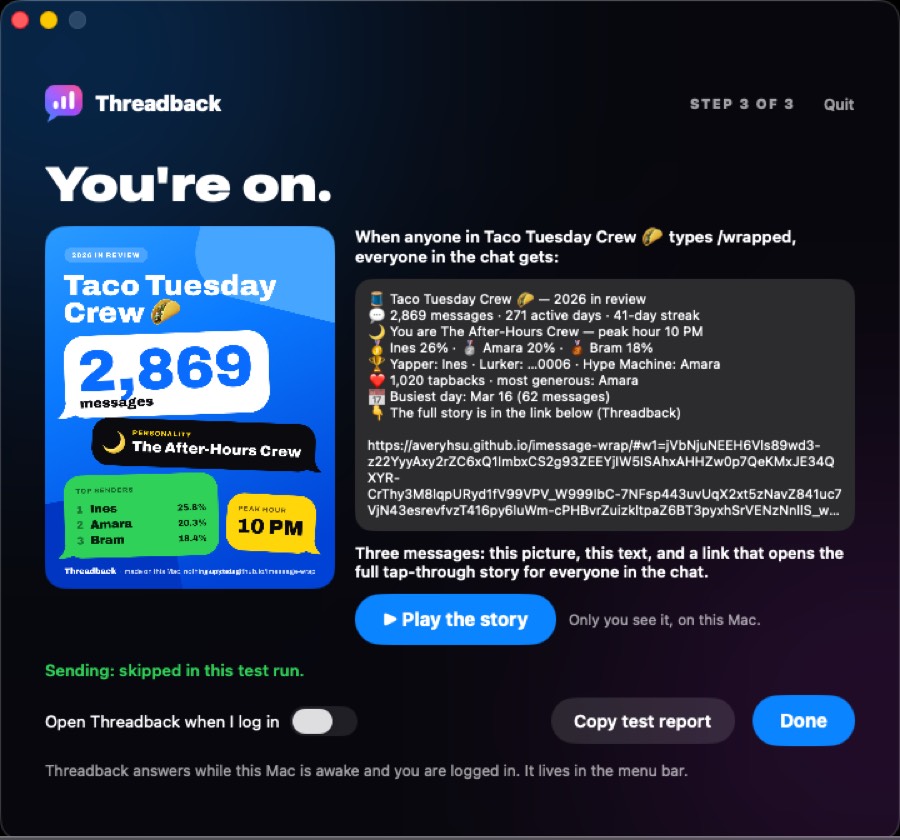 Threadback
STEP 3 OF 3
Quit
You're on.
2026 IN REVIEW
Taco Tuesday
Crew 🌮
2,869
messages
PERSONALITY
🌙 The After-Hours Crew
TOP SENDERS
1 Ines 25.8%
2 Amara 20.3%
3 Bram 18.4%
PEAK HOUR
10 PM
Threadback made on this Mac
When anyone in Taco Tuesday Crew 🌮 types /wrapped,
everyone in the chat gets:
🧵 Taco Tuesday Crew 🌮 — 2026 in review
💬 2,869 messages · 271 active days · 41-day streak
🌙 You are The After-Hours Crew — peak hour 10 PM
🥇 Ines 26% · 🥈 Amara 20% · 🥉 Bram 18%
🏆 Yapper: Ines · Lurker: …0006 · Hype Machine: Amara
❤️ 1,020 tapbacks · most generous: Amara
📅 Busiest day: Mar 16 (62 messages)
👇 The full story is in the link below (Threadback)
https://averyhsu.github.io/imessage-wrap/#w1=jVbNjuNEEH6VIs89wd3-
Three messages: this picture, this text, and a link that opens the
full tap-through story for everyone in the chat.
▶ Play the story
Only you see it, on this Mac.
Sending: skipped in this test run.
Open Threadback when I log in
Copy test report
Done
Threadback answers while this Mac is awake and you are logged in. It lives in the menu bar.